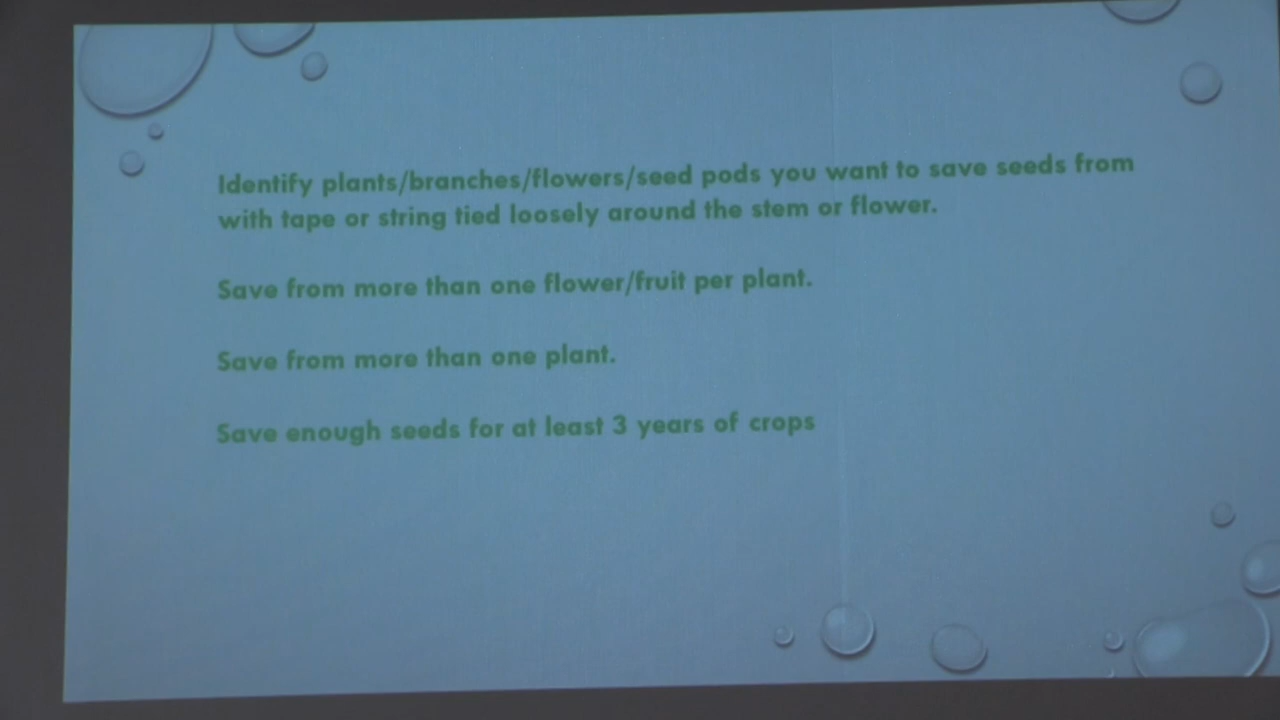 Identify plants/branches/flowers/seed pods you want to save seeds from
with tape or string tied loosely around the stem or flower.
Save from more than one flower/fruit per plant.
Save from more than one plant.
Save enough seeds for at least 3 years of crops